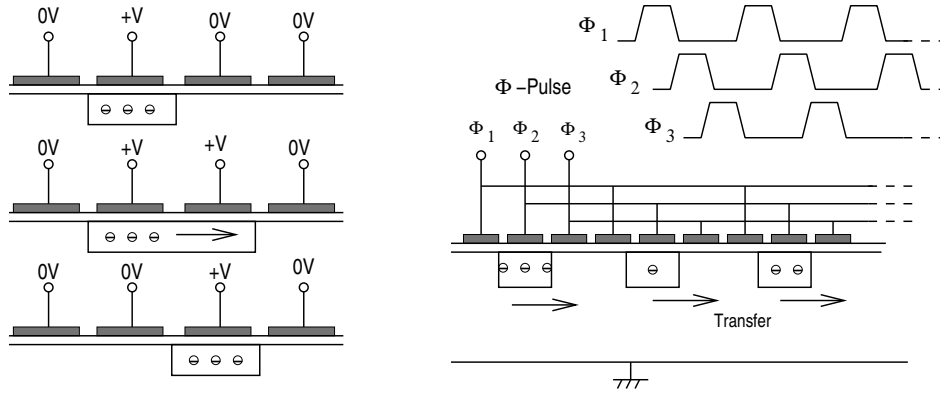 0V +V 0V 0V
0V +V +V 0V
0V 0V +V 0V
Φ1
Φ2
Φ3
Φ-Pulse
Φ1 Φ2 Φ3
Transfer